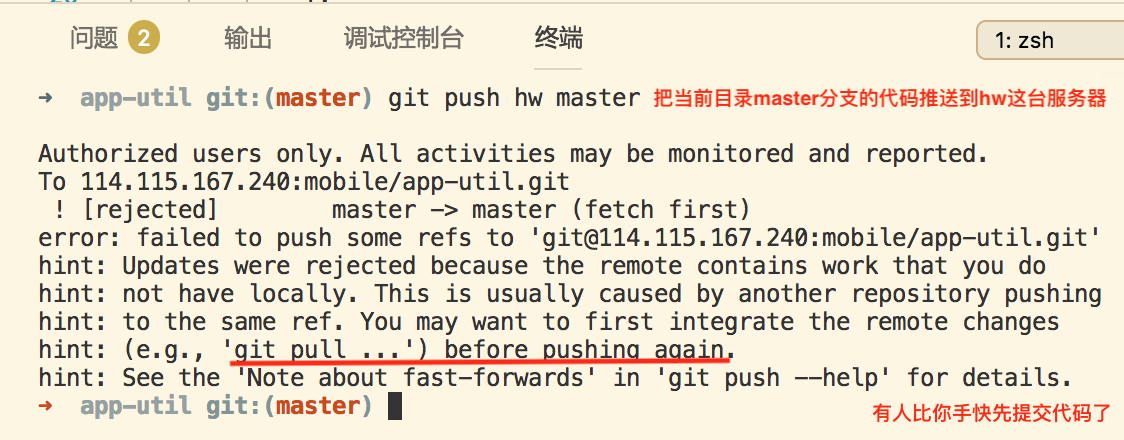 问题 2 输出 调试控制台 终端 1: zsh
➜ app-util git:(master) git push hw master 把当前目录master分支的代码推送到hw这台服务器
Authorized users only. All activities may be monitored and reported.
To 114.115.167.240:mobile/app-util.git
! [rejected] master -> master (fetch first)
error: failed to push some refs to 'git@114.115.167.240:mobile/app-util.git'
hint: Updates were rejected because the remote contains work that you do
hint: not have locally. This is usually caused by another repository pushing
hint: to the same ref. You may want to first integrate the remote changes
hint: (e.g., 'git pull ...') before pushing again.
hint: See the 'Note about fast-forwards' in 'git push --help' for details.
➜ app-util git:(master)
有人比你手快先提交代码了